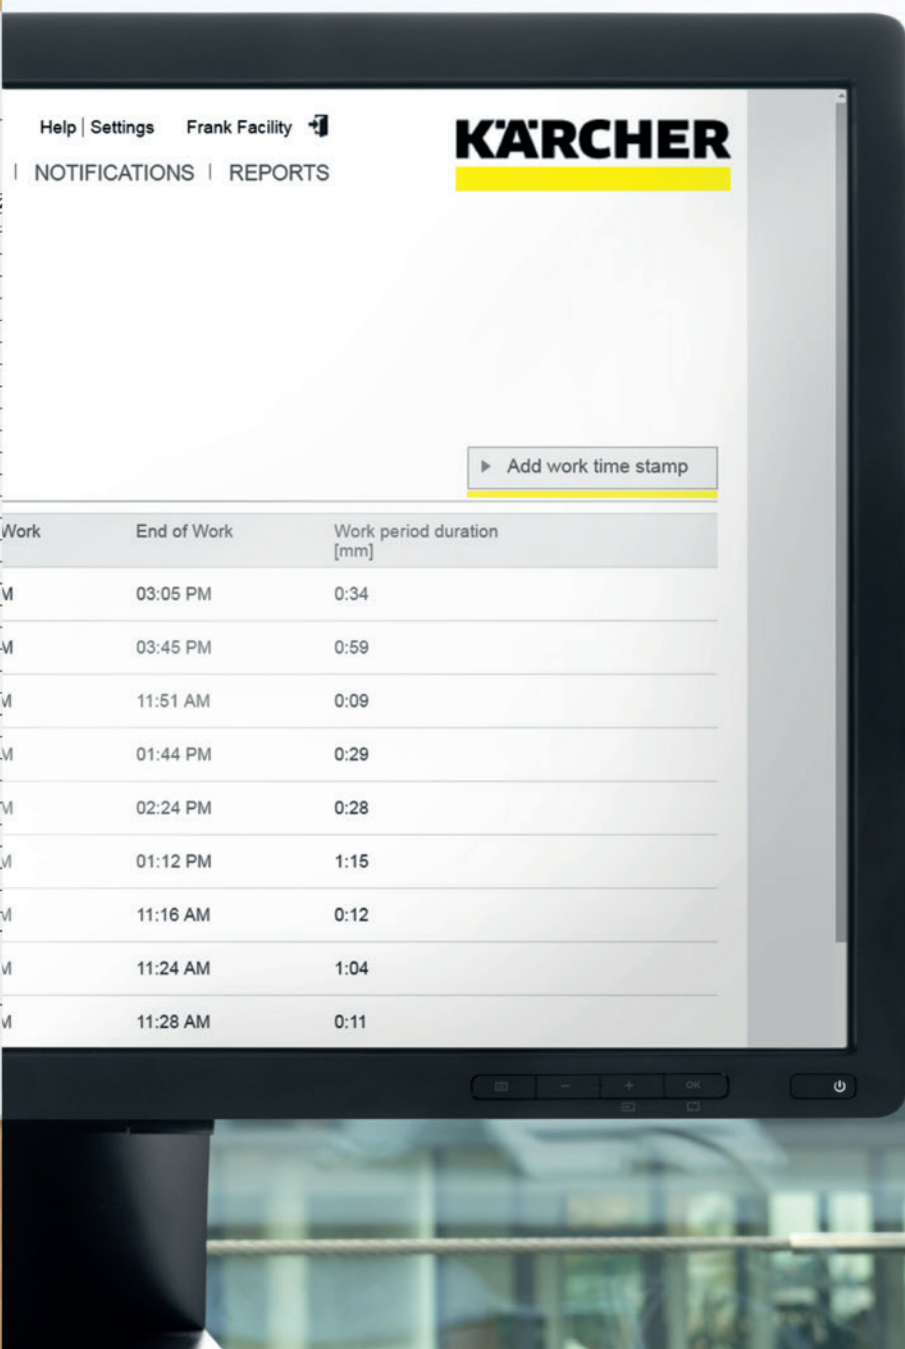 Help | Settings Frank Facility
| NOTIFICATIONS | REPORTS
KÄRCHER
Add work time stamp
Work End of Work Work period duration
[mm]
M 03:05 PM 0:34
M 03:45 PM 0:59
M 11:51 AM 0:09
M 01:44 PM 0:29
M 02:24 PM 0:28
M 01:12 PM 1:15
M 11:16 AM 0:12
M 11:24 AM 1:04
M 11:28 AM 0:11
- + OK